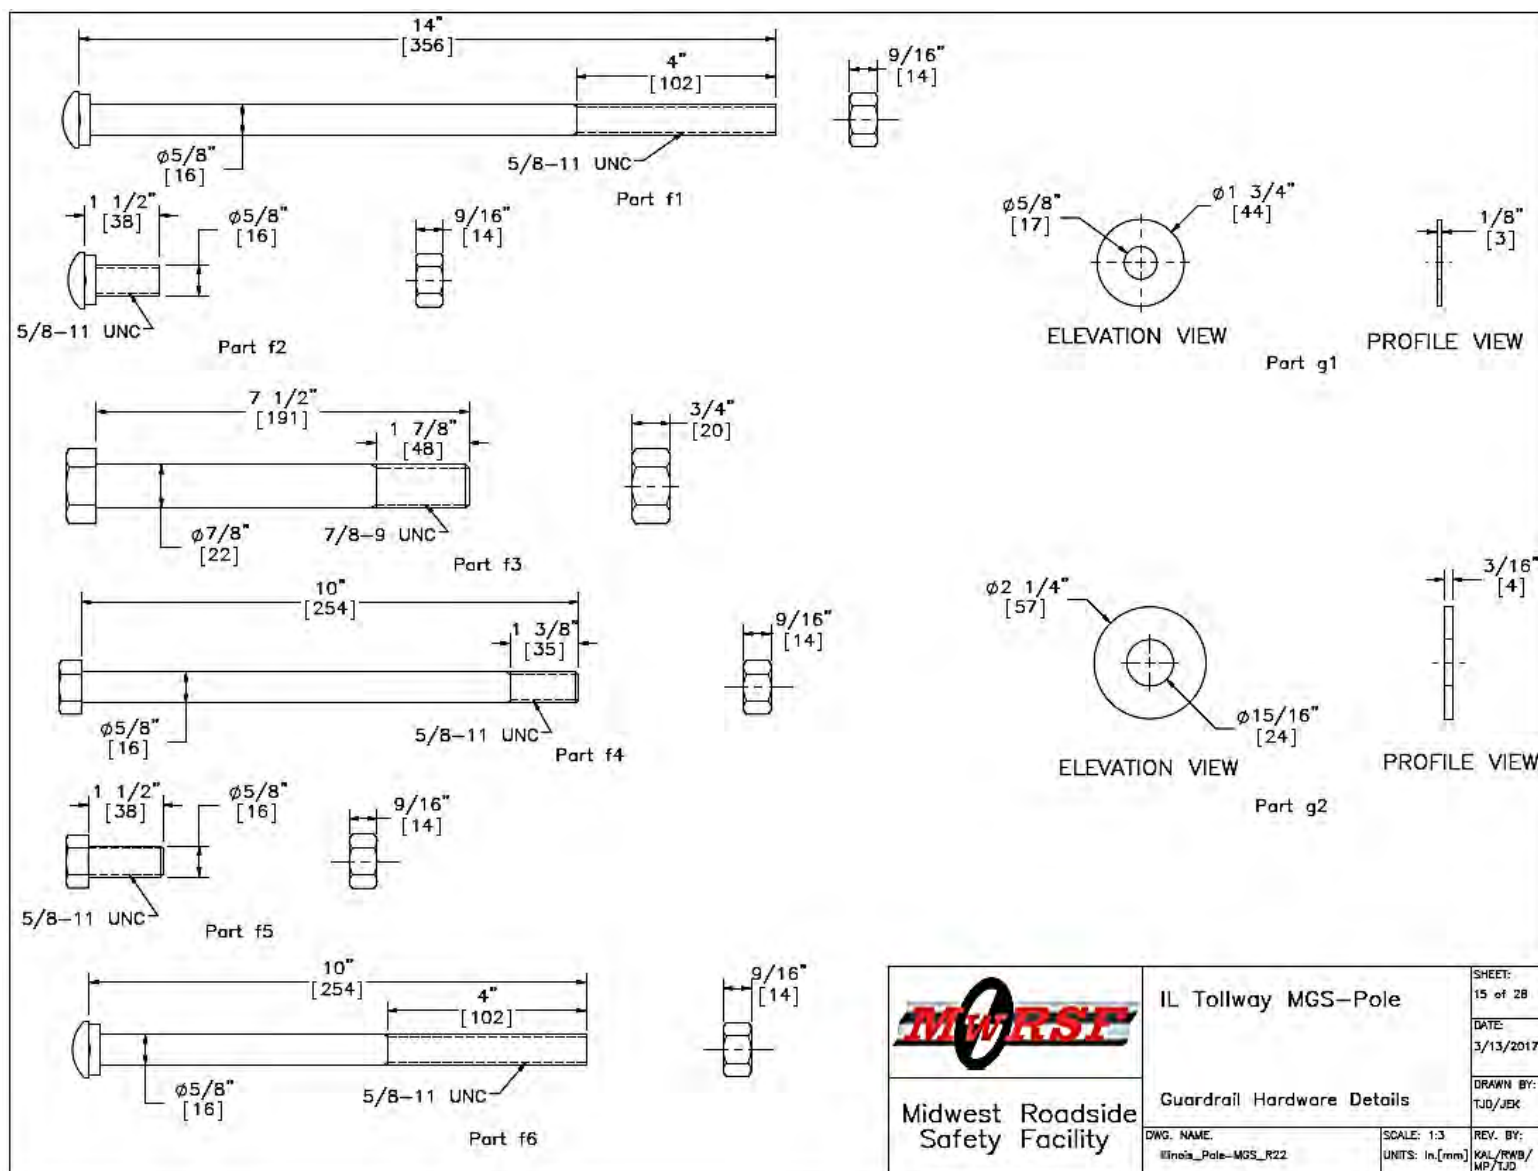 14"
[356]
4"
[102]
9/16"
[14]
ø5/8"
[16]
5/8-11 UNC
Part f1
1 1/2"
[38]
ø5/8"
[16]
9/16"
[14]
5/8-11 UNC
Part f2
ø5/8"
[17]
ø1 3/4"
[44]
1/8"
[3]
ELEVATION VIEW
PROFILE VIEW
Part g1
7 1/2"
[191]
1 7/8"
[48]
3/4"
[20]
ø7/8"
[22]
7/8-9 UNC
Part f3
10"
[254]
1 3/8"
[35]
9/16"
[14]
ø5/8"
[16]
5/8-11 UNC
Part f4
ø2 1/4"
[57]
3/16"
[4]
ø15/16"
[24]
ELEVATION VIEW
PROFILE VIEW
Part g2
1 1/2"
[38]
ø5/8"
[16]
9/16"
[14]
5/8-11 UNC
Part f5
10"
[254]
4"
[102]
9/16"
[14]
ø5/8"
[16]
5/8-11 UNC
Part f6
MwRSF
Midwest Roadside
Safety Facility
IL Tollway MGS-Pole
Guardrail Hardware Details
SHEET:
15 of 28
DATE:
3/13/2017
DRAWN BY:
TJD/JEK
DWG. NAME.
Illinois_Pole-MGS_R22
SCALE: 1:3
UNITS: In.[mm]
REV. BY:
KAL/RWB/
MP/TJD